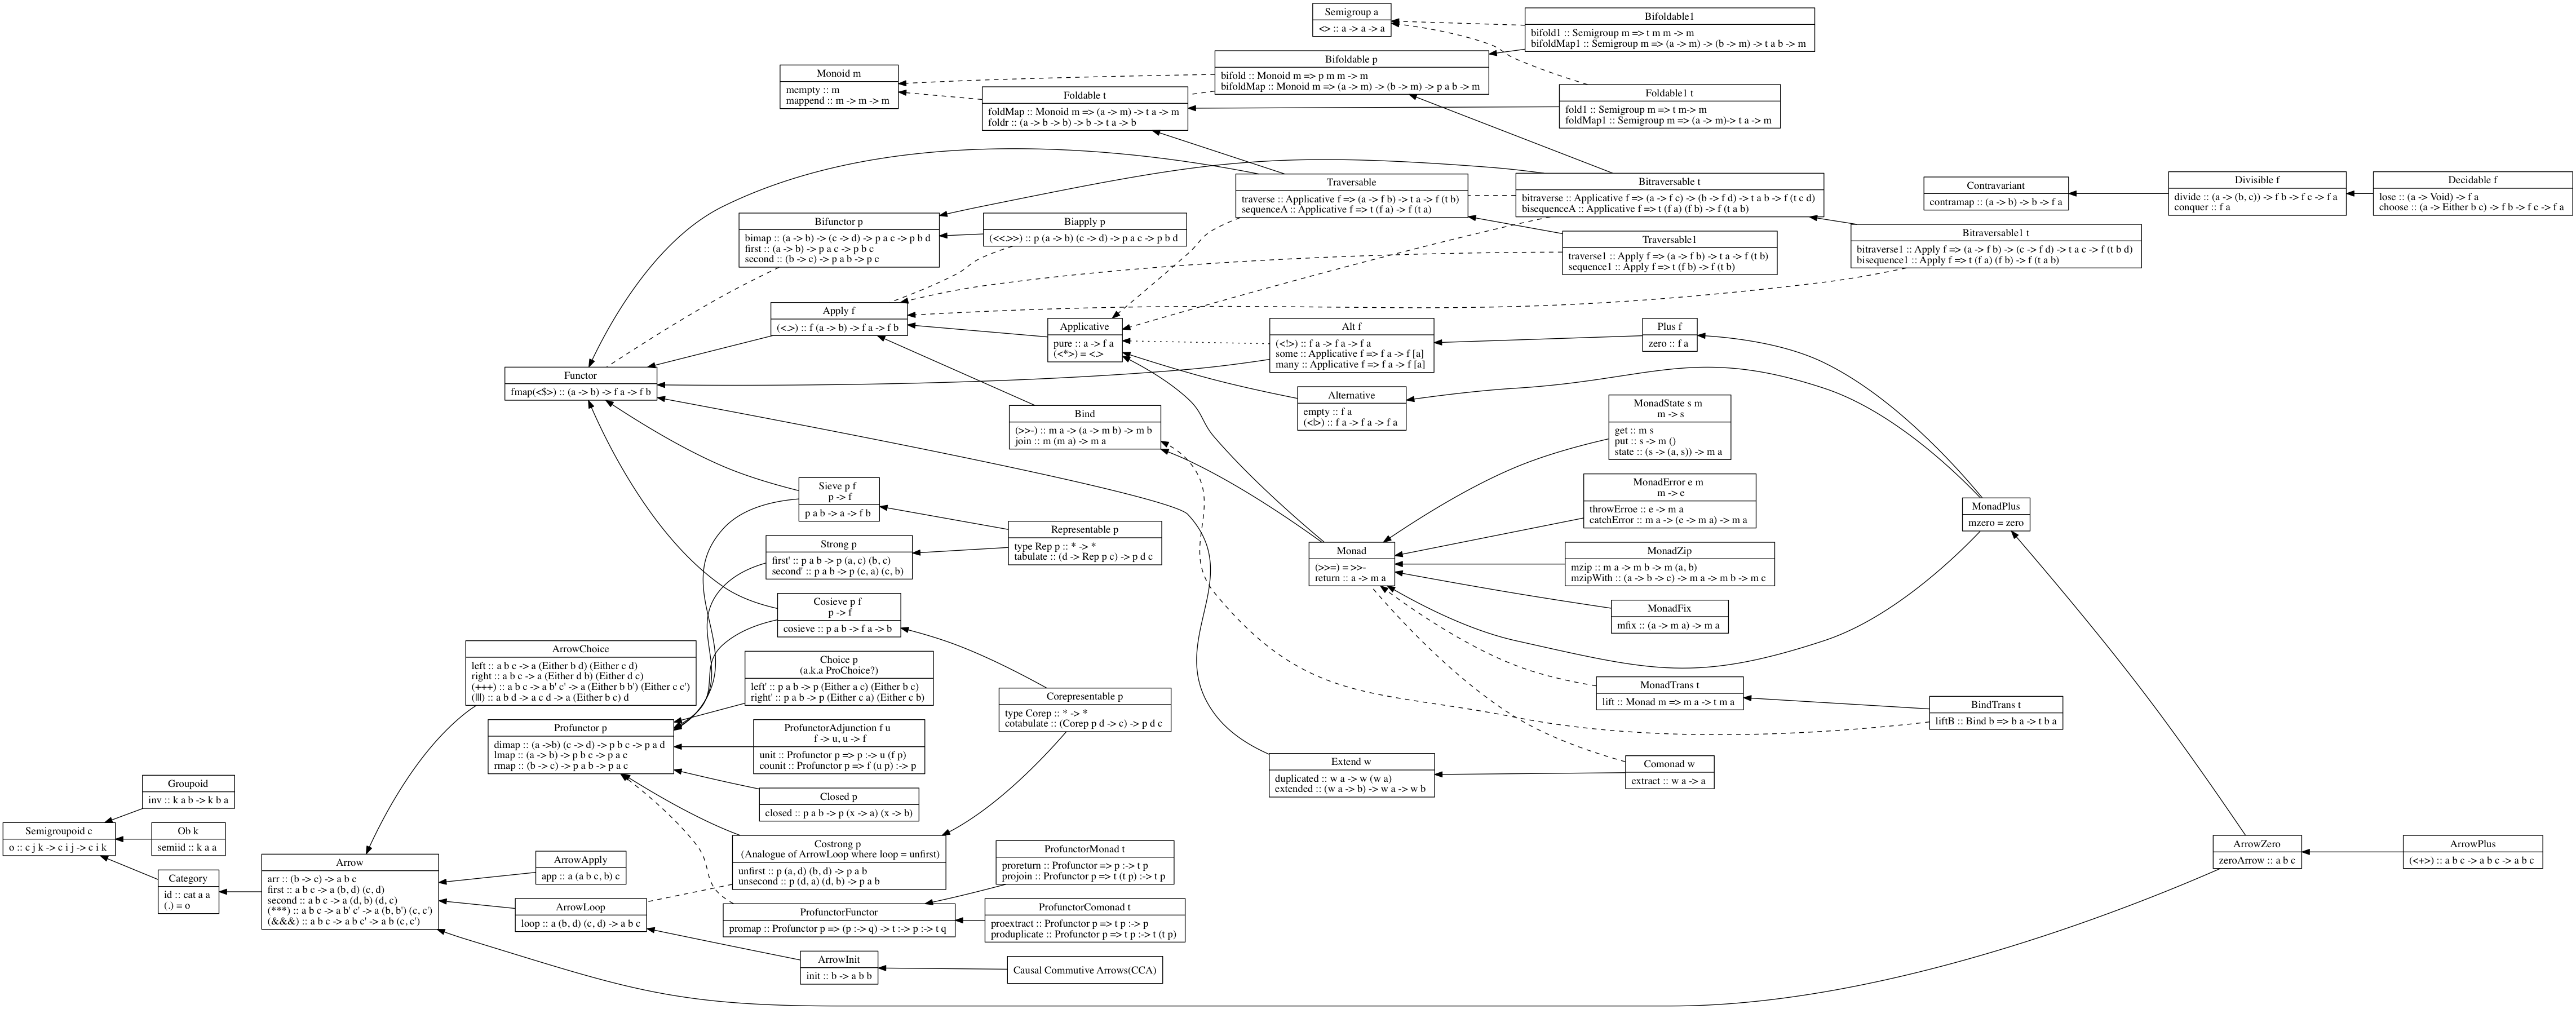 Semigroup a
<> :: a -> a -> a
Bifoldable1
bifold1 :: Semigroup m => t m m -> m
bifoldMap1 :: Semigroup m => (a -> m) -> (b -> m) -> t a b -> m
Bifoldable p
bifold :: Monoid m => p m m -> m
bifoldMap :: Monoid m => (a -> m) -> (b -> m) -> p a b -> m
Monoid m
mempty :: m
mappend :: m -> m -> m
Foldable t
foldMap :: Monoid m => (a -> m) -> t a -> m
foldr :: (a -> b -> b) -> b -> t a -> b
Foldable1 t
fold1 :: Semigroup m => t m-> m
foldMap1 :: Semigroup m => (a -> m)-> t a -> m
Traversable
traverse :: Applicative f => (a -> f b) -> t a -> f (t b)
sequenceA :: Applicative f => t (f a) -> f (t a)
Bitraversable t
bitraverse :: Applicative f => (a -> f c) -> (b -> f d) -> t a b -> f (t c d)
bisequenceA :: Applicative f => t (f a) (f b) -> f (t a b)
Contravariant
contramap :: (a -> b) -> b -> f a
Divisible f
divide :: (a -> (b, c)) -> f b -> f c -> f a
conquer :: f a
Decidable f
lose :: (a -> Void) -> f a
choose :: (a -> Either b c) -> f b -> f c -> f a
Bifunctor p
bimap :: (a -> b) -> (c -> d) -> p a c -> p b d
first :: (a -> b) -> p a c -> p b c
second :: (b -> c) -> p a b -> p c
Biapply p
(<<.>>) :: p (a -> b) (c -> d) -> p a c -> p b d
Traversable1
traverse1 :: Apply f => (a -> f b) -> t a -> f (t b)
sequence1 :: Apply f => t (f b) -> f (t b)
Bitraversable1 t
bitraverse1 :: Apply f => (a -> f b) -> (c -> f d) -> t a c -> f (t b d)
bisequence1 :: Apply f => t (f a) (f b) -> f (t a b)
Apply f
(<.>) :: f (a -> b) -> f a -> f b
Applicative
pure :: a -> f a
(<*>) = <.>
Alt f
(<!>) :: f a -> f a -> f a
some :: Applicative f => f a -> f [a]
many :: Applicative f => f a -> f [a]
Plus f
zero :: f a
Functor
fmap(<$>) :: (a -> b) -> f a -> f b
Alternative
empty :: f a
(<|>) :: f a -> f a -> f a
Bind
(>>-) :: m a -> (a -> m b) -> m b
join :: m (m a) -> m a
MonadState s m
m -> s
get :: m s
put :: s -> m ()
state :: (s -> (a, s)) -> m a
Sieve p f
p -> f
p a b -> a -> f b
MonadError e m
m -> e
throwErroe :: e -> m a
catchError :: m a -> (e -> m a) -> m a
MonadPlus
mzero = zero
Representable p
type Rep p :: * -> *
tabulate :: (d -> Rep p c) -> p d c
Strong p
first' :: p a b -> p (a, c) (b, c)
second' :: p a b -> p (c, a) (c, b)
Monad
(>>=) = >>-
return :: a -> m a
MonadZip
mzip :: m a -> m b -> m (a, b)
mzipWith :: (a -> b -> c) -> m a -> m b -> m c
Cosieve p f
p -> f
cosieve :: p a b -> f a -> b
MonadFix
mfix :: (a -> m a) -> m a
ArrowChoice
left :: a b c -> a (Either b d) (Either c d)
right :: a b c -> a (Either d b) (Either d c)
(+++) :: a b c -> a b' c' -> a (Either b b') (Either c c')
(|||) :: a b d -> a c d -> a (Either b c) d
Choice p
(a.k.a ProChoice?)
left' :: p a b -> p (Either a c) (Either b c)
right' :: p a b -> p (Either c a) (Either c b)
Corepresentable p
type Corep :: * -> *
cotabulate :: (Corep p d -> c) -> p d c
MonadTrans t
lift :: Monad m => m a -> t m a
BindTrans t
liftB :: Bind b => b a -> t b a
Profunctor p
dimap :: (a ->b) (c -> d) -> p b c -> p a d
lmap :: (a -> b) -> p b c -> p a c
rmap :: (b -> c) -> p a b -> p a c
ProfunctorAdjunction f u
f -> u, u -> f
unit :: Profunctor p => p :-> u (f p)
counit :: Profunctor p => f (u p) :-> p
Extend w
duplicated :: w a -> w (w a)
extended :: (w a -> b) -> w a -> w b
Comonad w
extract :: w a -> a
Groupoid
inv :: k a b -> k b a
Closed p
closed :: p a b -> p (x -> a) (x -> b)
Semigroupoid c
o :: c j k -> c i j -> c i k
Ob k
semiid :: k a a
Costrong p
(Analogue of ArrowLoop where loop = unfirst)
unfirst :: p (a, d) (b, d) -> p a b
unsecond :: p (d, a) (d, b) -> p a b
ProfunctorMonad t
proreturn :: Profunctor => p :-> t p
projoin :: Profunctor p => t (t p) :-> t p
ArrowZero
zeroArrow :: a b c
ArrowPlus
(<+>) :: a b c -> a b c -> a b c
Category
id :: cat a a
(.) = o
Arrow
arr :: (b -> c) -> a b c
first :: a b c -> a (b, d) (c, d)
second :: a b c -> a (d, b) (d, c)
(***) :: a b c -> a b' c' -> a (b, b') (c, c')
(&&&) :: a b c -> a b c' -> a b (c, c')
ArrowApply
app :: a (a b c, b) c
ArrowLoop
loop :: a (b, d) (c, d) -> a b c
ProfunctorFunctor
promap :: Profunctor p => (p :-> q) -> t :-> p :-> t q
ProfunctorComonad t
proextract :: Profunctor p => t p :-> p
produplicate :: Profunctor p => t p :-> t (t p)
ArrowInit
init :: b -> a b b
Causal Commutive Arrows(CCA)